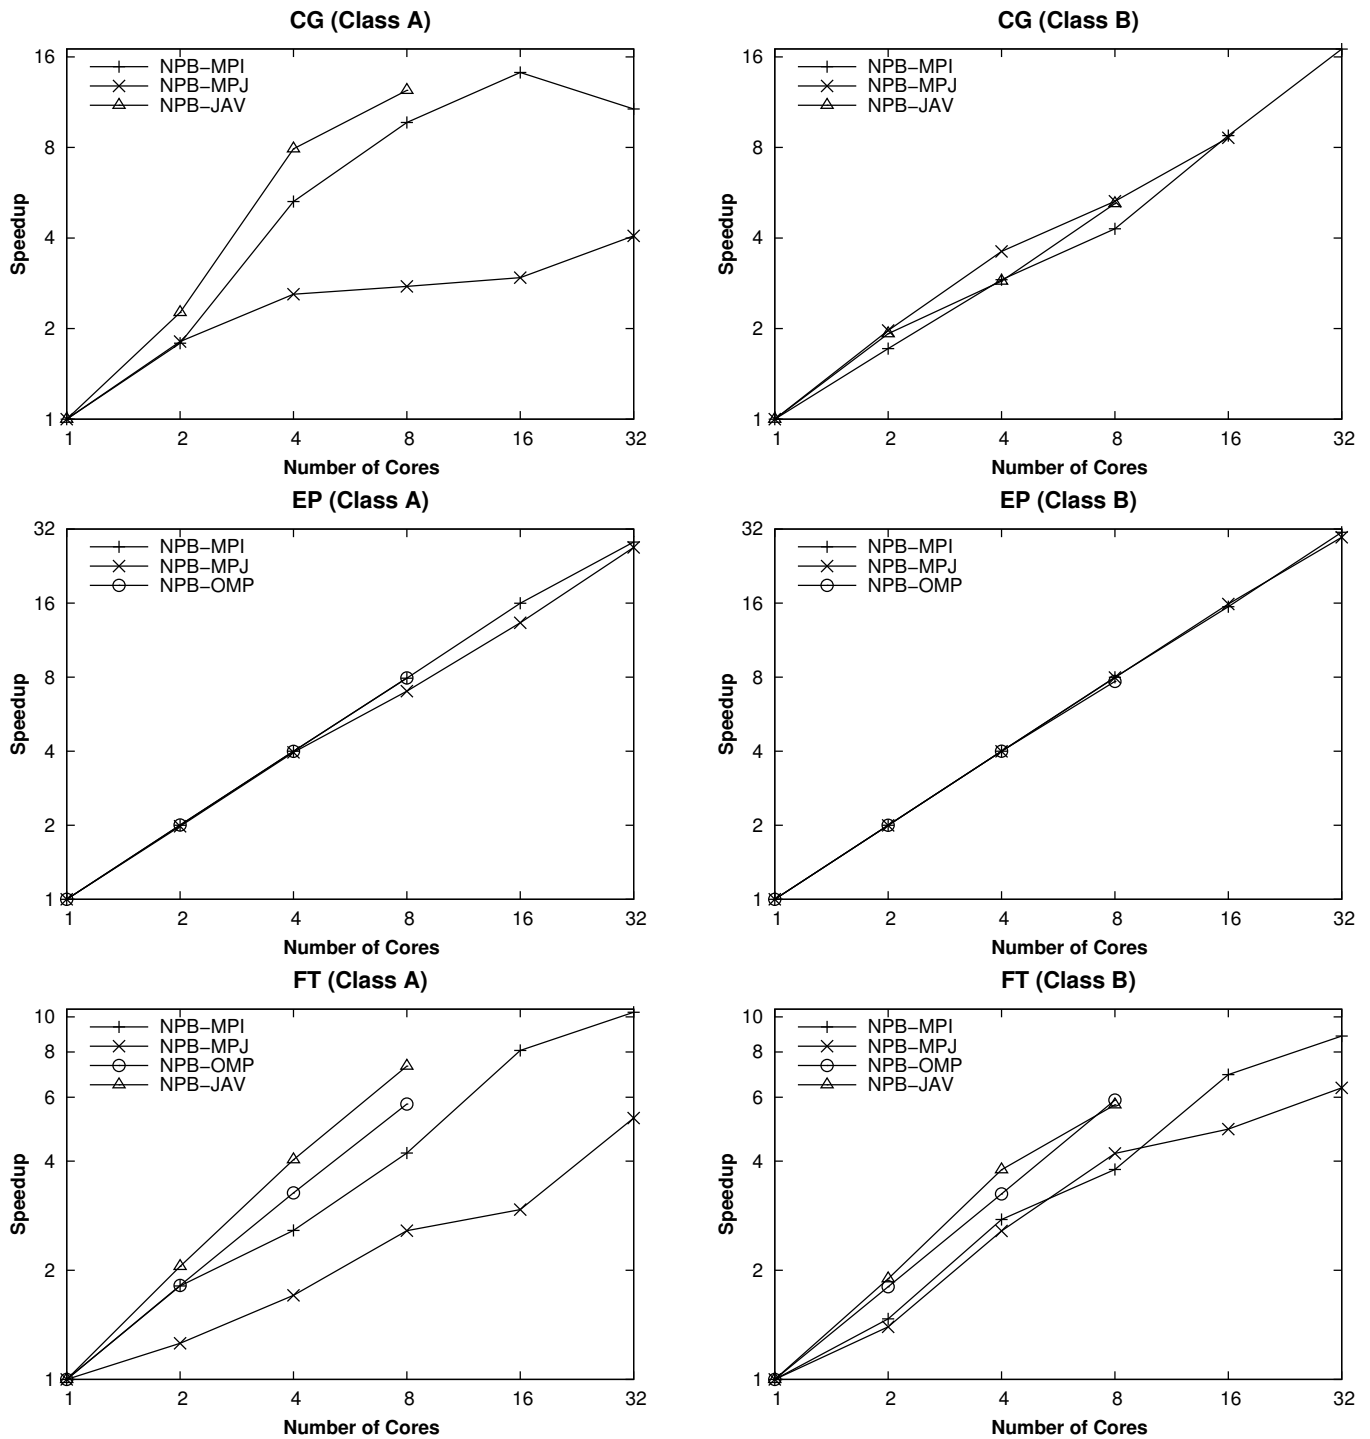 CG (Class A)
16
8
4
2
1
Speedup
NPB-MPI
NPB-MPJ
NPB-JAV
1 2 4 8 16 32
Number of Cores
CG (Class B)
16
8
4
2
1
Speedup
NPB-MPI
NPB-MPJ
NPB-JAV
1 2 4 8 16 32
Number of Cores
EP (Class A)
32
16
8
4
2
1
Speedup
NPB-MPI
NPB-MPJ
NPB-OMP
1 2 4 8 16 32
Number of Cores
EP (Class B)
32
16
8
4
2
1
Speedup
NPB-MPI
NPB-MPJ
NPB-OMP
1 2 4 8 16 32
Number of Cores
FT (Class A)
10
8
6
4
2
1
Speedup
NPB-MPI
NPB-MPJ
NPB-OMP
NPB-JAV
1 2 4 8 16 32
Number of Cores
FT (Class B)
10
8
6
4
2
1
Speedup
NPB-MPI
NPB-MPJ
NPB-OMP
NPB-JAV
1 2 4 8 16 32
Number of Cores